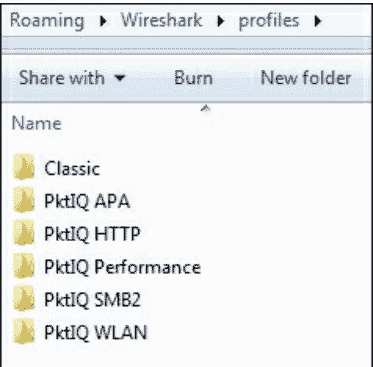 Roaming ▸ Wireshark ▸ profiles ▸
Share with ▾ Burn New folder
Name
Classic
PktIQ APA
PktIQ HTTP
PktIQ Performance
PktIQ SMB2
PktIQ WLAN